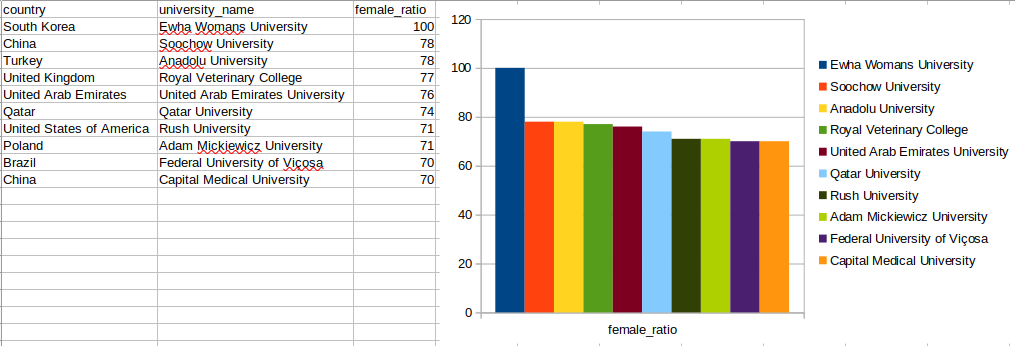 country university_name female_ratio
South Korea Ewha Womans University 100
China Soochow University 78
Turkey Anadolu University 78
United Kingdom Royal Veterinary College 77
United Arab Emirates United Arab Emirates University 76
Qatar Qatar University 74
United States of America Rush University 71
Poland Adam Mickiewicz University 71
Brazil Federal University of Viçosa 70
China Capital Medical University 70
120
100
80
60
40
20
0
female_ratio
Ewha Womans University
Soochow University
Anadolu University
Royal Veterinary College
United Arab Emirates University
Qatar University
Rush University
Adam Mickiewicz University
Federal University of Viçosa
Capital Medical University